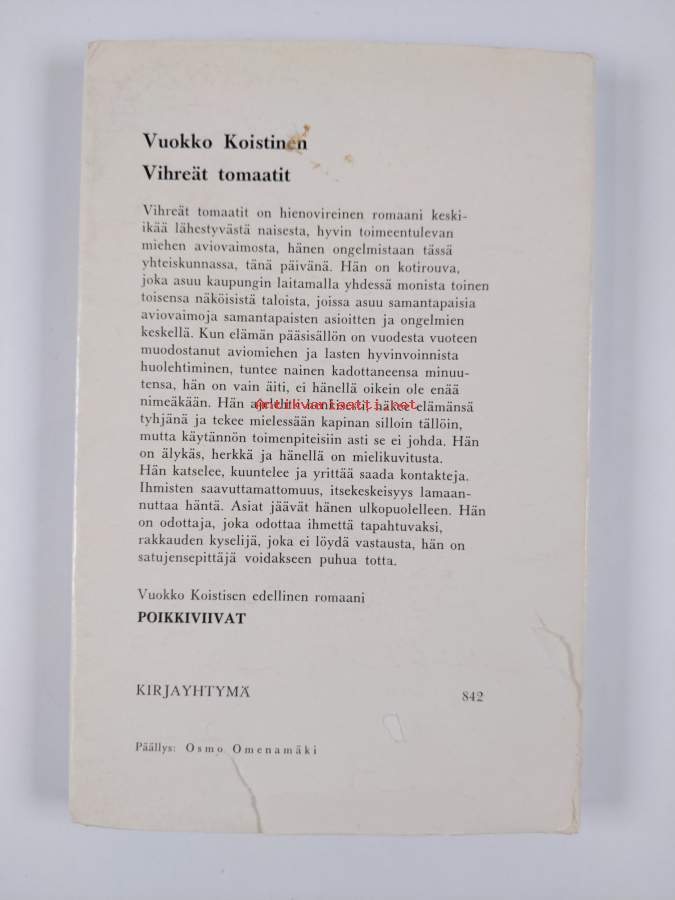 Vuokko Koistinen
Vihreät tomaatit
Vihreät tomaatit on hienovireinen romaani keski-
ikää lähestyvästä naisesta, hyvin toimeentulevan
miehen aviovaimosta, hänen ongelmistaan tässä
yhteiskunnassa, tänä päivänä. Hän on kotirouva,
joka asuu kaupungin laitamalla yhdessä monista toinen
toisensa näköisistä taloista, joissa asuu samantapaisia
aviovaimoja samantapaisten asioitten ja ongelmien
keskellä. Kun elämän pääsisällön on vuodesta vuoteen
muodostanut aviomiehen ja lasten hyvinvoinnista
huolehtiminen, tuntee nainen kadottaneensa minuu-
tensa, hän on vain äiti, ei hänellä oikein ole enää
nimeäkään. Hän näkee elämänsä
antikvariaatti.net
tyhjänä ja tekee mielessään kapinan silloin tällöin,
mutta käytännön toimenpiteisiin asti se ei johda. Hän
on älykäs, herkkä ja hänellä on mielikuvitusta.
Hän katselee, kuuntelee ja yrittää saada kontakteja.
Ihmisten saavuttamattomuus, itsekeskeisyys lamaan-
nuttaa häntä. Asiat jäävät hänen ulkopuolelleen. Hän
on odottaja, joka odottaa ihmettä tapahtuvaksi,
rakkauden kyselijä, joka ei löydä vastausta, hän on
satujensepittäjä voidakseen puhua totta.
Vuokko Koistisen edellinen romaani
POIKKIVIIVAT
KIRJAYHTYMÄ 842
Päällys: Osmo Omenamäki